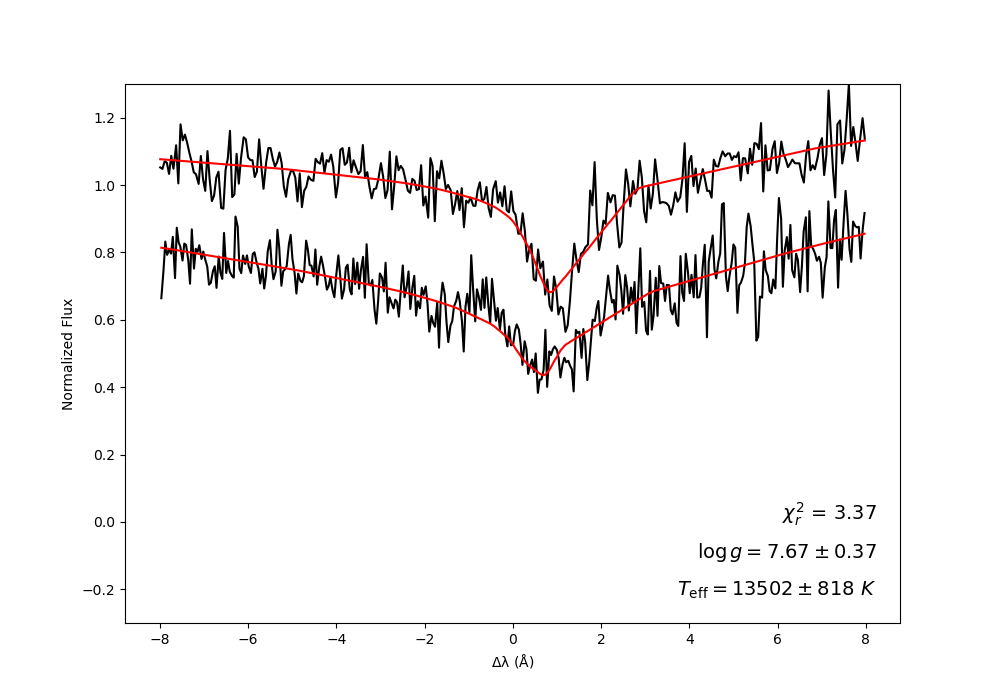 1.2
1.0
0.8
0.6
0.4
0.2
0.0
−0.2
Normalized Flux
χ²ᵣ = 3.37
log g = 7.67 ± 0.37
T_eff = 13502 ± 818 K
−8 −6 −4 −2 0 2 4 6 8
Δλ (Å)